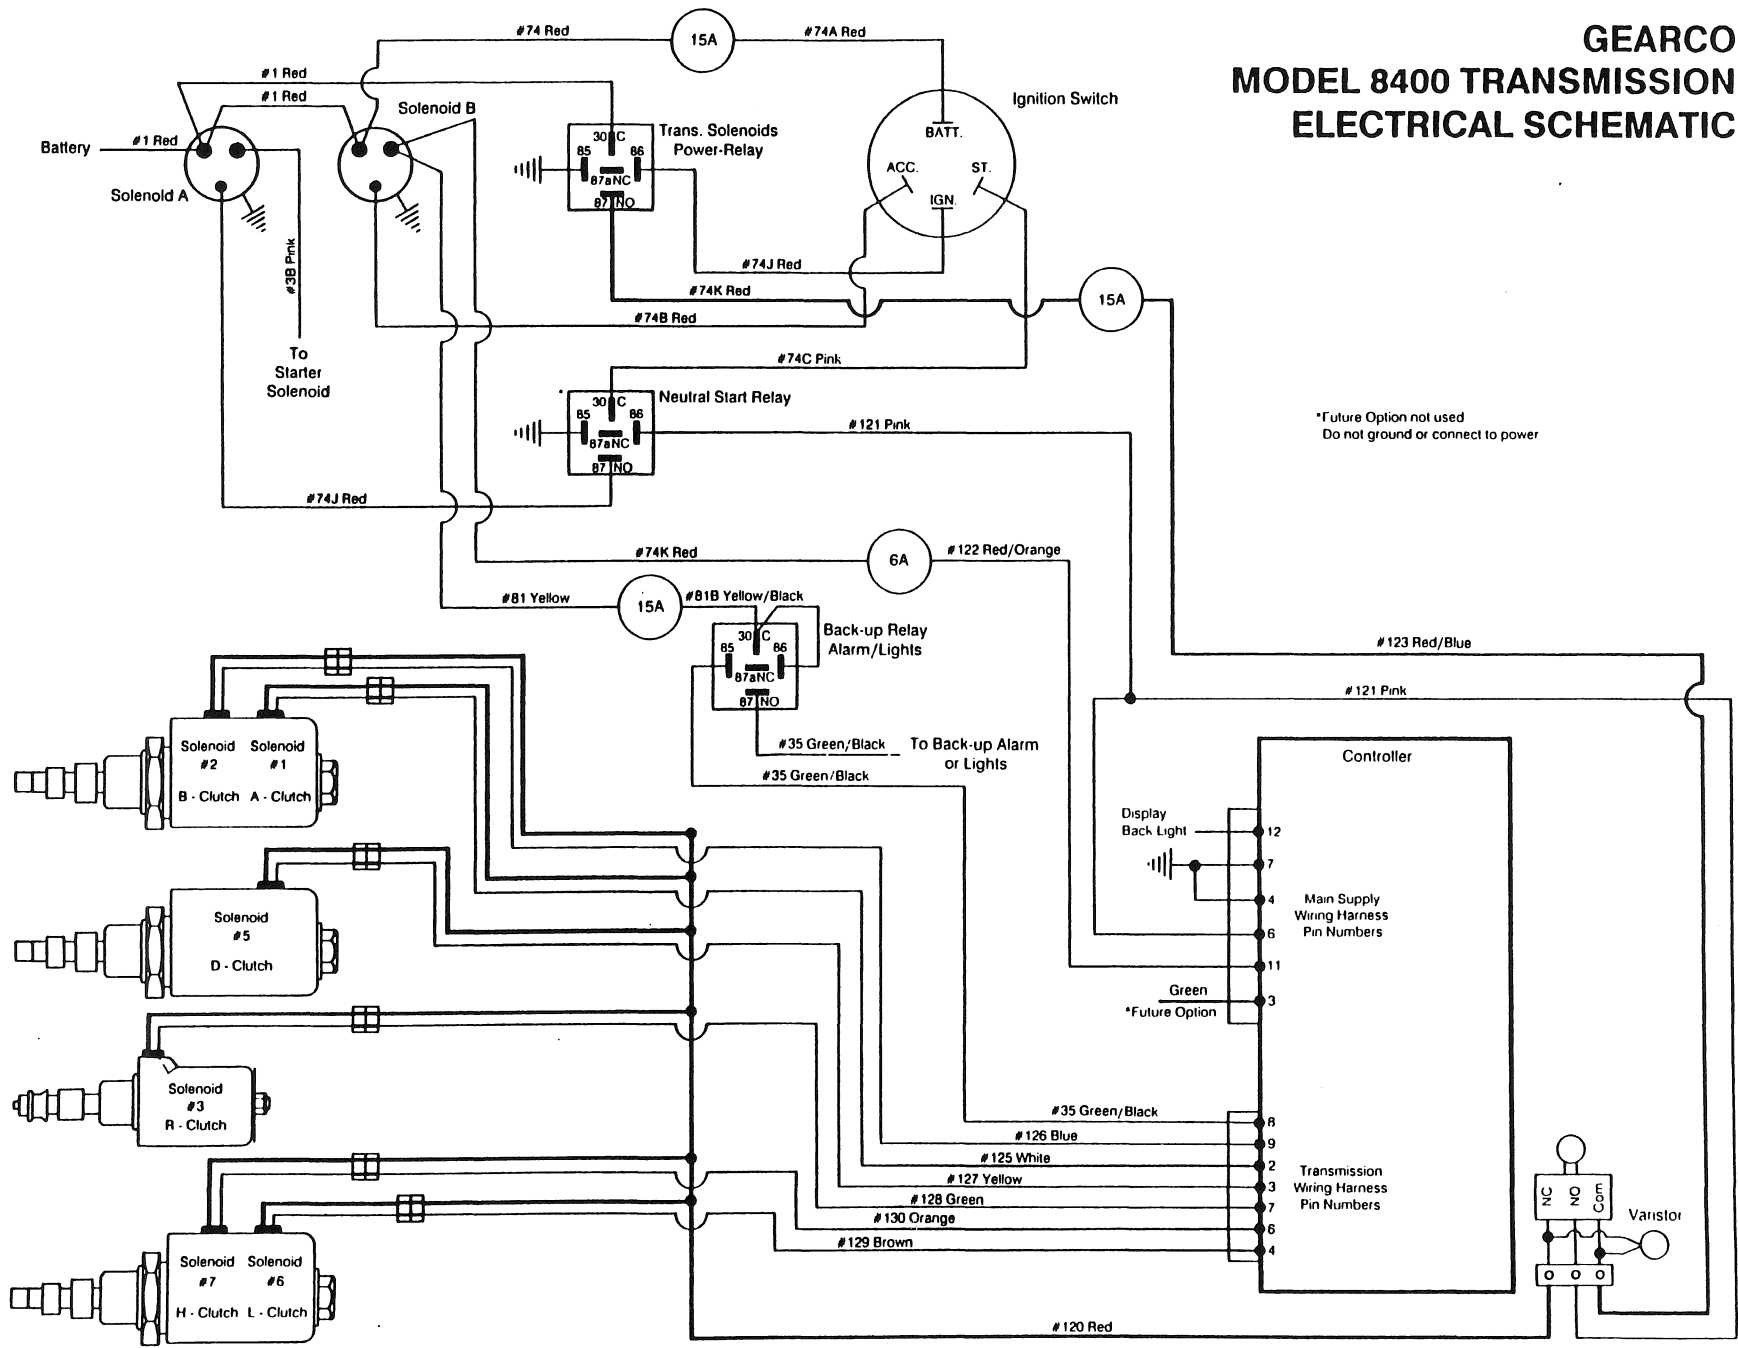 GEARCO
MODEL 8400 TRANSMISSION
ELECTRICAL SCHEMATIC
#74 Red
15A
#74A Red
#1 Red
#1 Red
Solenoid B
Battery
#1 Red
Solenoid A
#3B Pink
To
Starter
Solenoid
Trans. Solenoids
Power-Relay
30 C
85
86
87aNC
87 NO
Ignition Switch
BATT.
ACC.
ST.
IGN.
#74J Red
#74K Red
15A
#74B Red
#74C Pink
Neutral Start Relay
30 C
85
86
87aNC
87 NO
#121 Pink
*Future Option not used
Do not ground or connect to power
#74J Red
#74K Red
6A
#122 Red/Orange
#81 Yellow
15A
#81B Yellow/Black
Back-up Relay
Alarm/Lights
30 C
85
86
87aNC
87 NO
#123 Red/Blue
#121 Pink
#35 Green/Black
To Back-up Alarm
or Lights
#35 Green/Black
Solenoid
#2
B - Clutch
Solenoid
#1
A - Clutch
Solenoid
#5
D - Clutch
Solenoid
#3
R - Clutch
Solenoid
#7
H - Clutch
Solenoid
#6
L - Clutch
Controller
Display
Back Light
12
7
4
6
11
3
Main Supply
Wiring Harness
Pin Numbers
Green
*Future Option
#35 Green/Black
8
#126 Blue
9
#125 White
2
#127 Yellow
3
#128 Green
7
#130 Orange
6
#129 Brown
4
Transmission
Wiring Harness
Pin Numbers
NC
NO
Com
Varistor
O O O
#120 Red